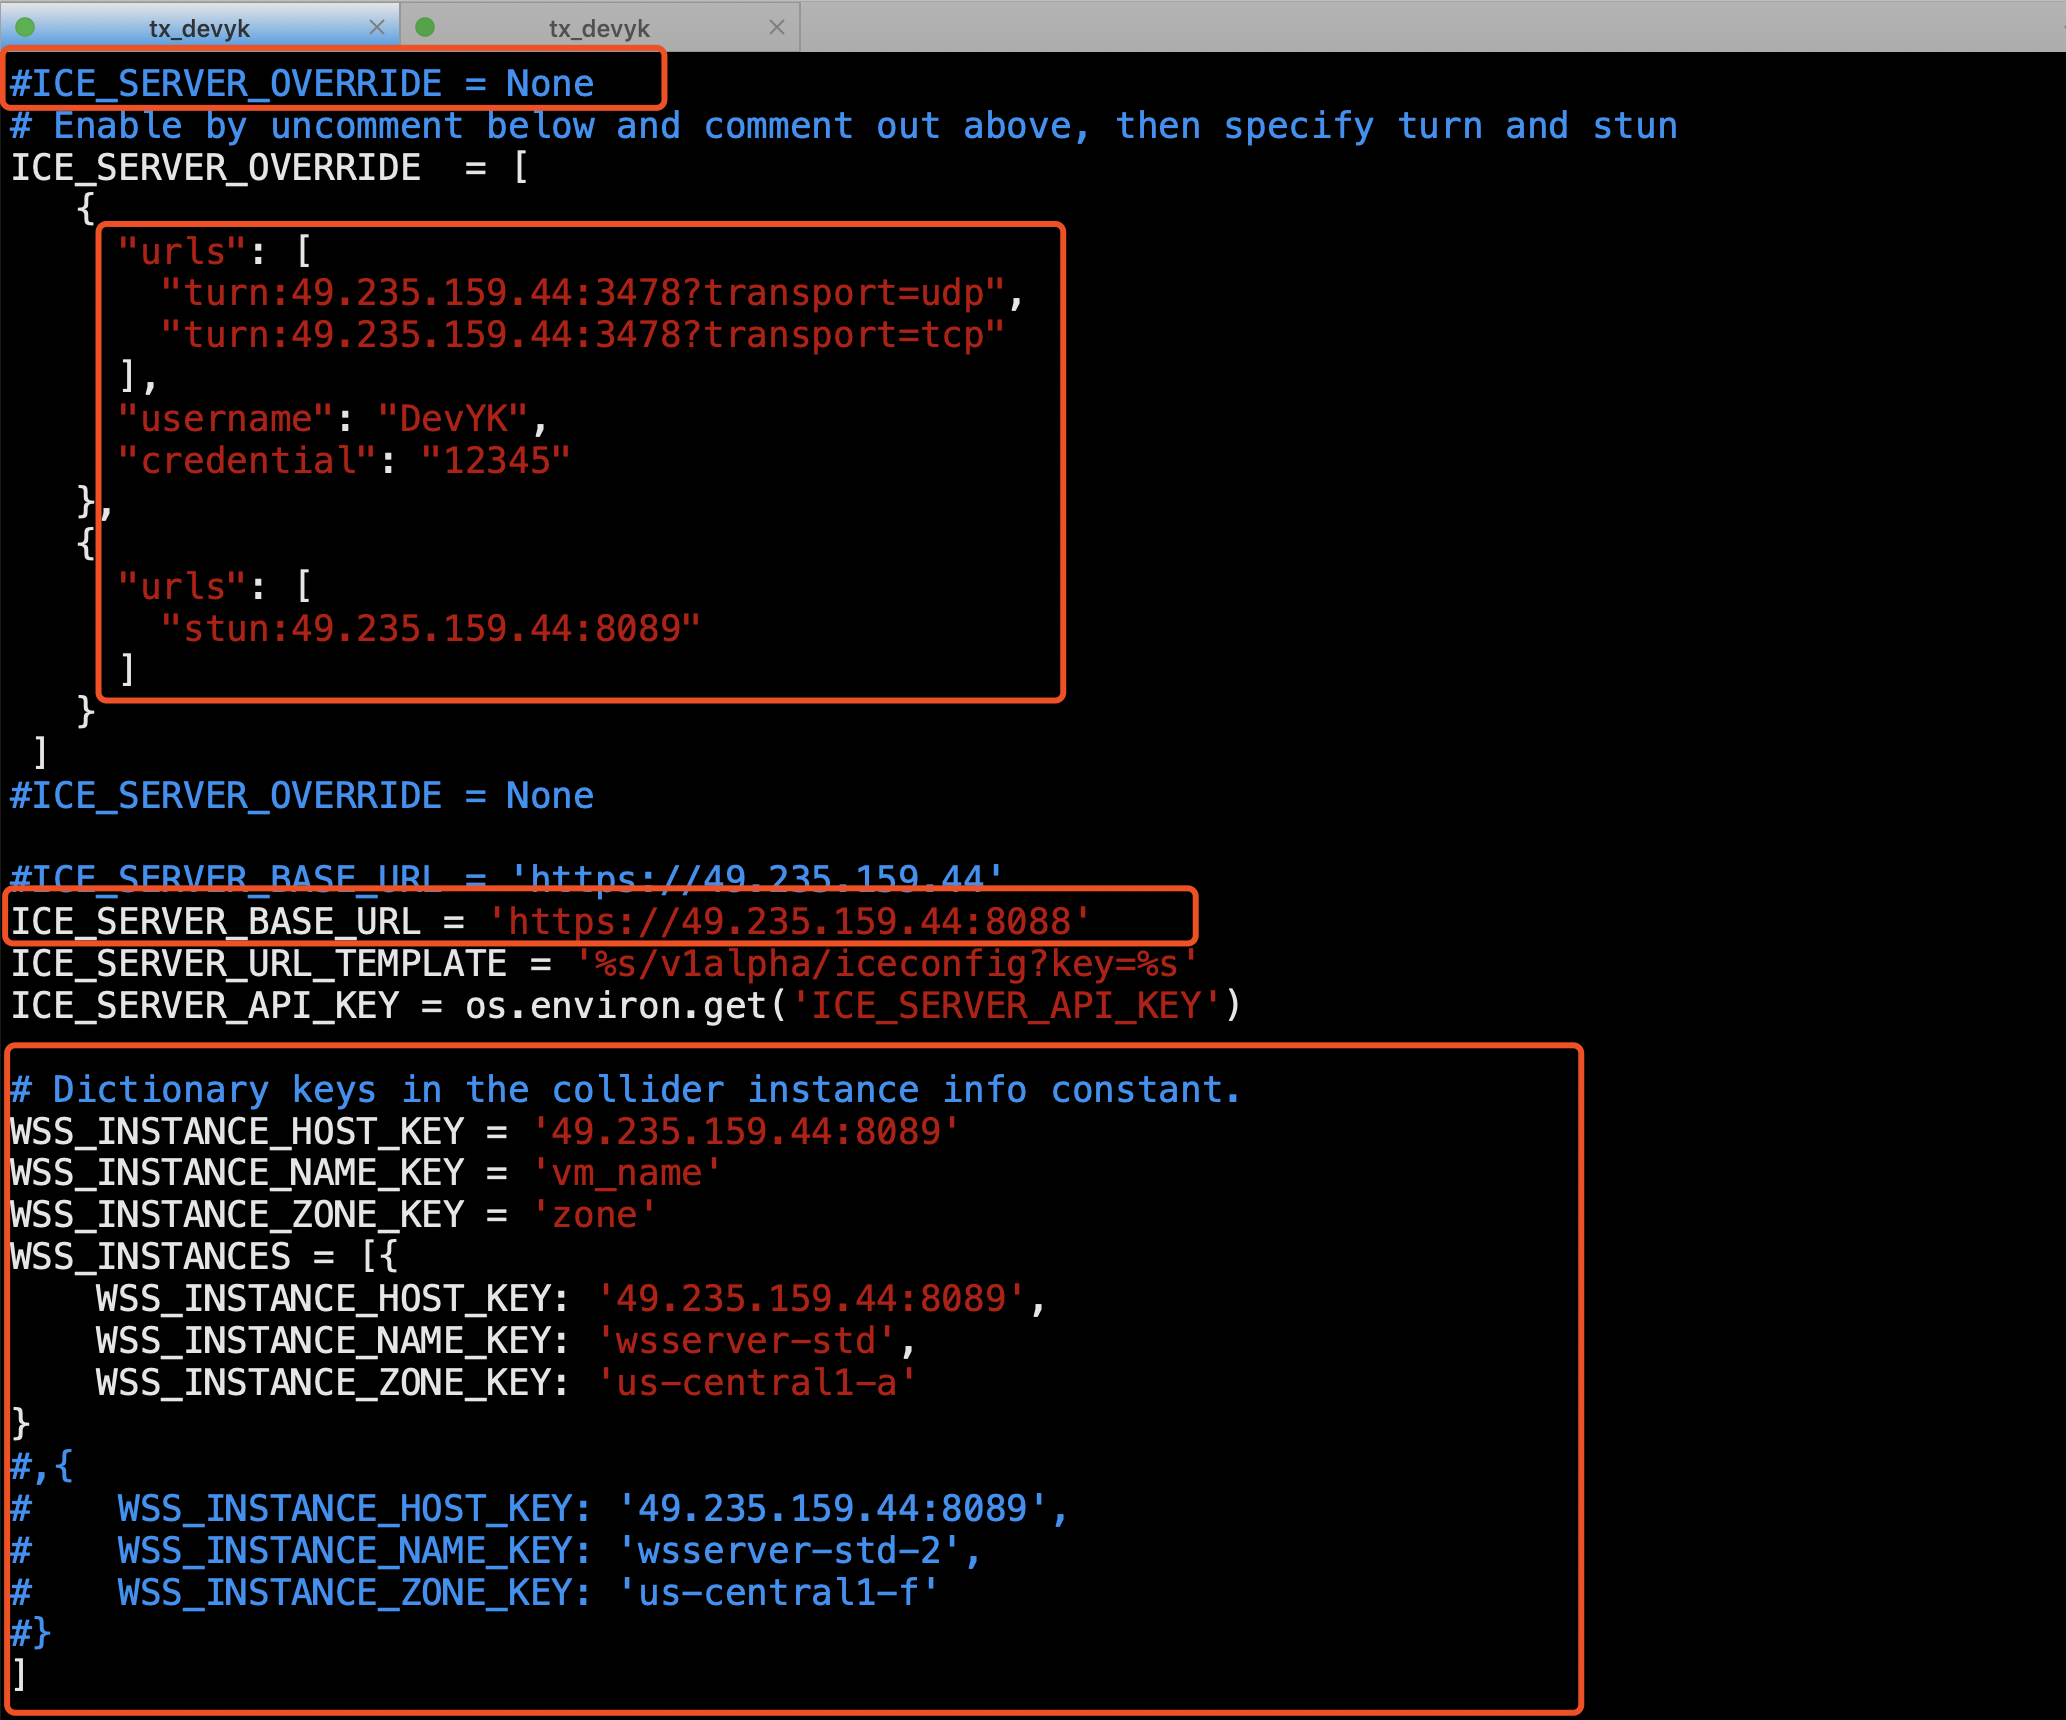 tx_devyk tx_devyk
#ICE_SERVER_OVERRIDE = None
# Enable by uncomment below and comment out above, then specify turn and stun
ICE_SERVER_OVERRIDE  = [
   {
     "urls": [
       "turn:49.235.159.44:3478?transport=udp",
       "turn:49.235.159.44:3478?transport=tcp"
     ],
     "username": "DevYK",
     "credential": "12345"
   },
   {
     "urls": [
       "stun:49.235.159.44:8089"
     ]
   }
 ]
#ICE_SERVER_OVERRIDE = None
#ICE_SERVER_BASE_URL = 'https://49.235.159.44'
ICE_SERVER_BASE_URL = 'https://49.235.159.44:8088'
ICE_SERVER_URL_TEMPLATE = '%s/v1alpha/iceconfig?key=%s'
ICE_SERVER_API_KEY = os.environ.get('ICE_SERVER_API_KEY')
# Dictionary keys in the collider instance info constant.
WSS_INSTANCE_HOST_KEY = '49.235.159.44:8089'
WSS_INSTANCE_NAME_KEY = 'vm_name'
WSS_INSTANCE_ZONE_KEY = 'zone'
WSS_INSTANCES = [{
    WSS_INSTANCE_HOST_KEY: '49.235.159.44:8089',
    WSS_INSTANCE_NAME_KEY: 'wsserver-std',
    WSS_INSTANCE_ZONE_KEY: 'us-central1-a'
}
#,{
#    WSS_INSTANCE_HOST_KEY: '49.235.159.44:8089',
#    WSS_INSTANCE_NAME_KEY: 'wsserver-std-2',
#    WSS_INSTANCE_ZONE_KEY: 'us-central1-f'
#}
]